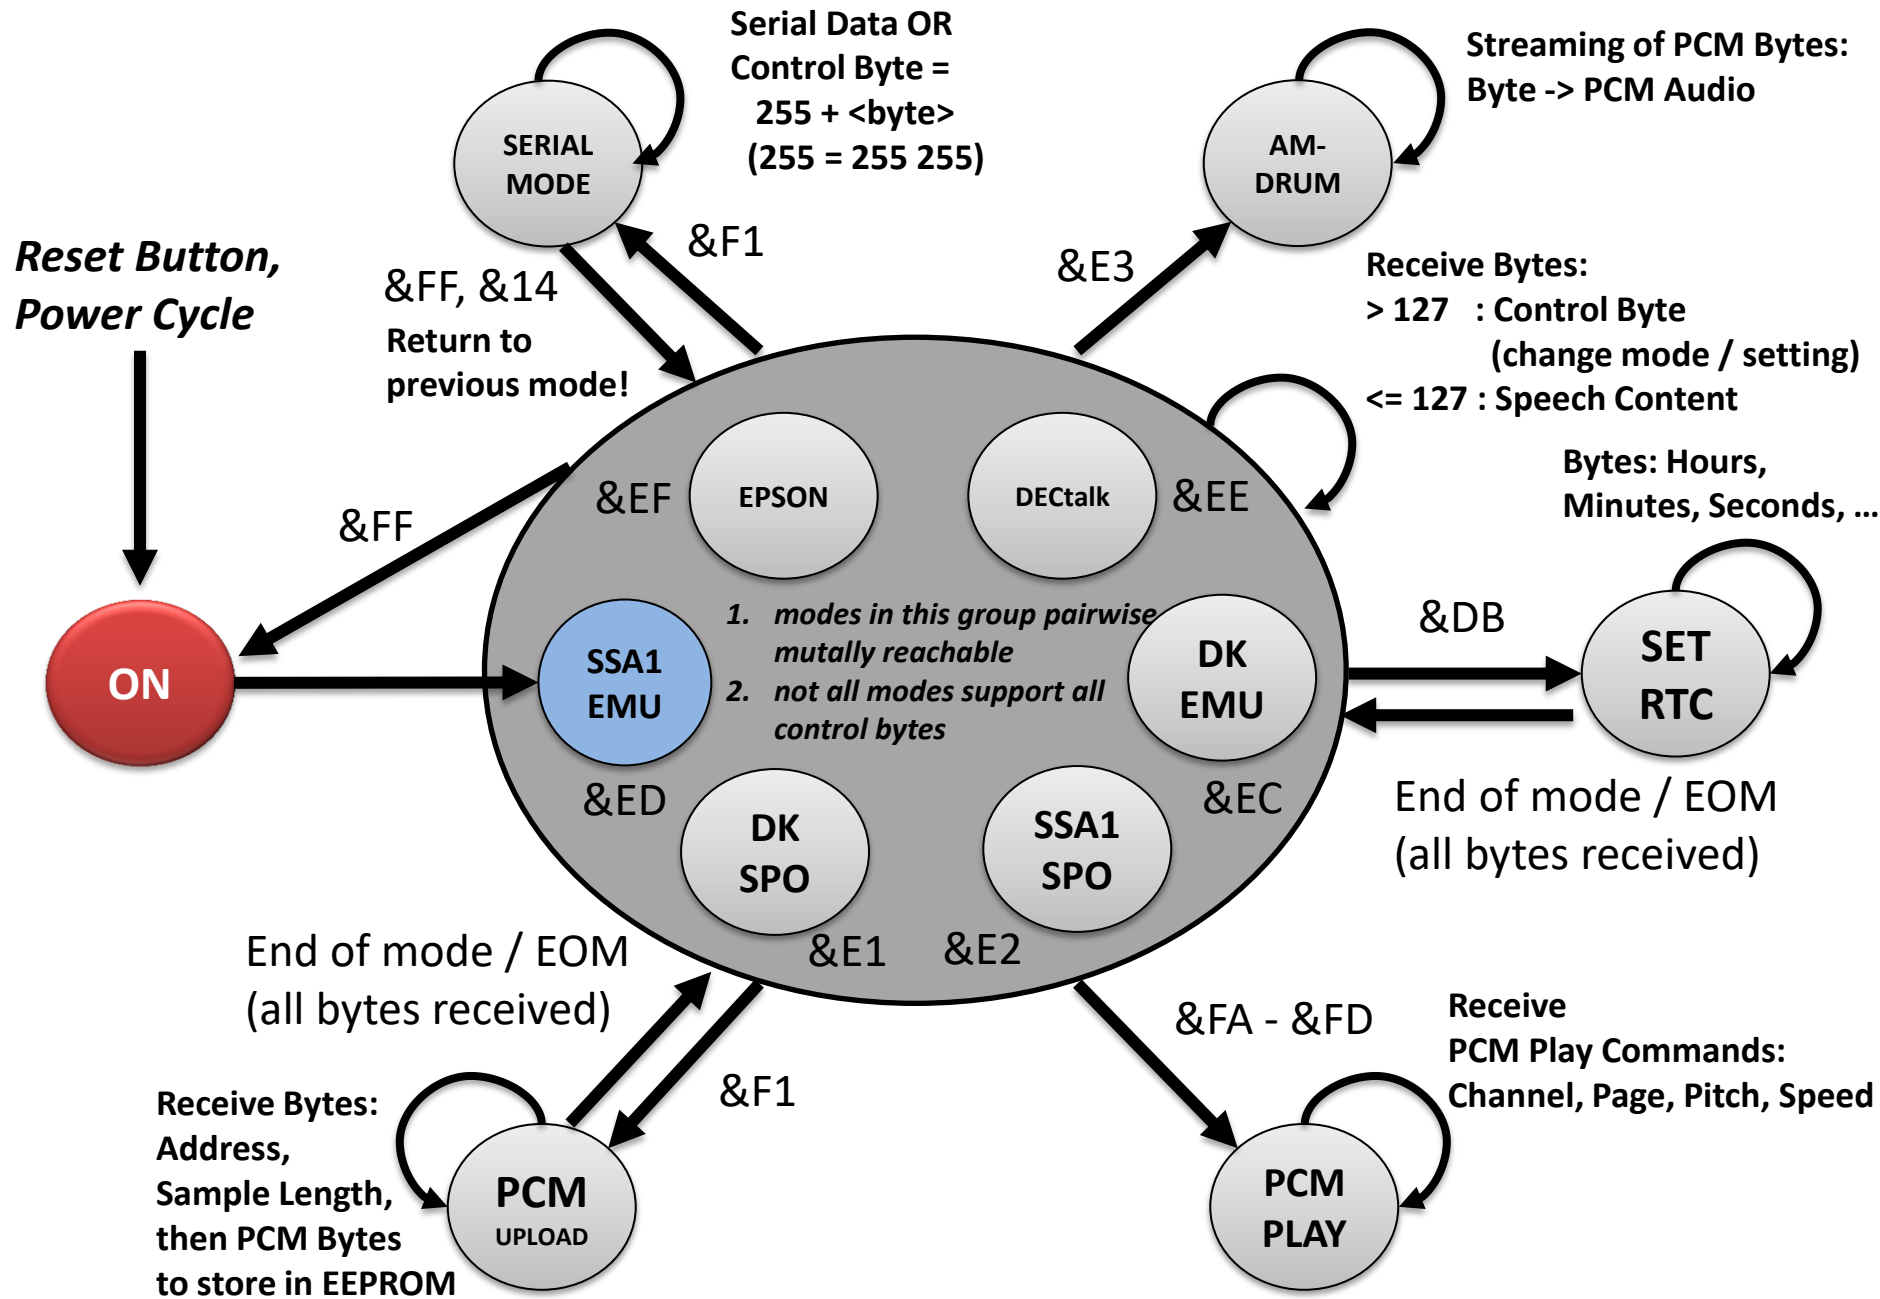 Serial Data OR
Control Byte =
255 + <byte>
(255 = 255 255)
SERIAL
MODE
Streaming of PCM Bytes:
Byte -> PCM Audio
AM-
DRUM
Reset Button,
Power Cycle
&FF, &14
Return to
previous mode!
&F1
&E3
Receive Bytes:
> 127 : Control Byte
(change mode / setting)
<= 127 : Speech Content
Bytes: Hours,
Minutes, Seconds, …
&FF
&EF
EPSON
DECtalk
&EE
ON
SSA1
EMU
&ED
1. modes in this group pairwise
mutally reachable
2. not all modes support all
control bytes
DK
EMU
&EC
&DB
SET
RTC
End of mode / EOM
(all bytes received)
DK
SPO
&E1
SSA1
SPO
&E2
End of mode / EOM
(all bytes received)
&F1
Receive Bytes:
Address,
Sample Length,
then PCM Bytes
to store in EEPROM
PCM
UPLOAD
&FA - &FD
Receive
PCM Play Commands:
Channel, Page, Pitch, Speed
PCM
PLAY